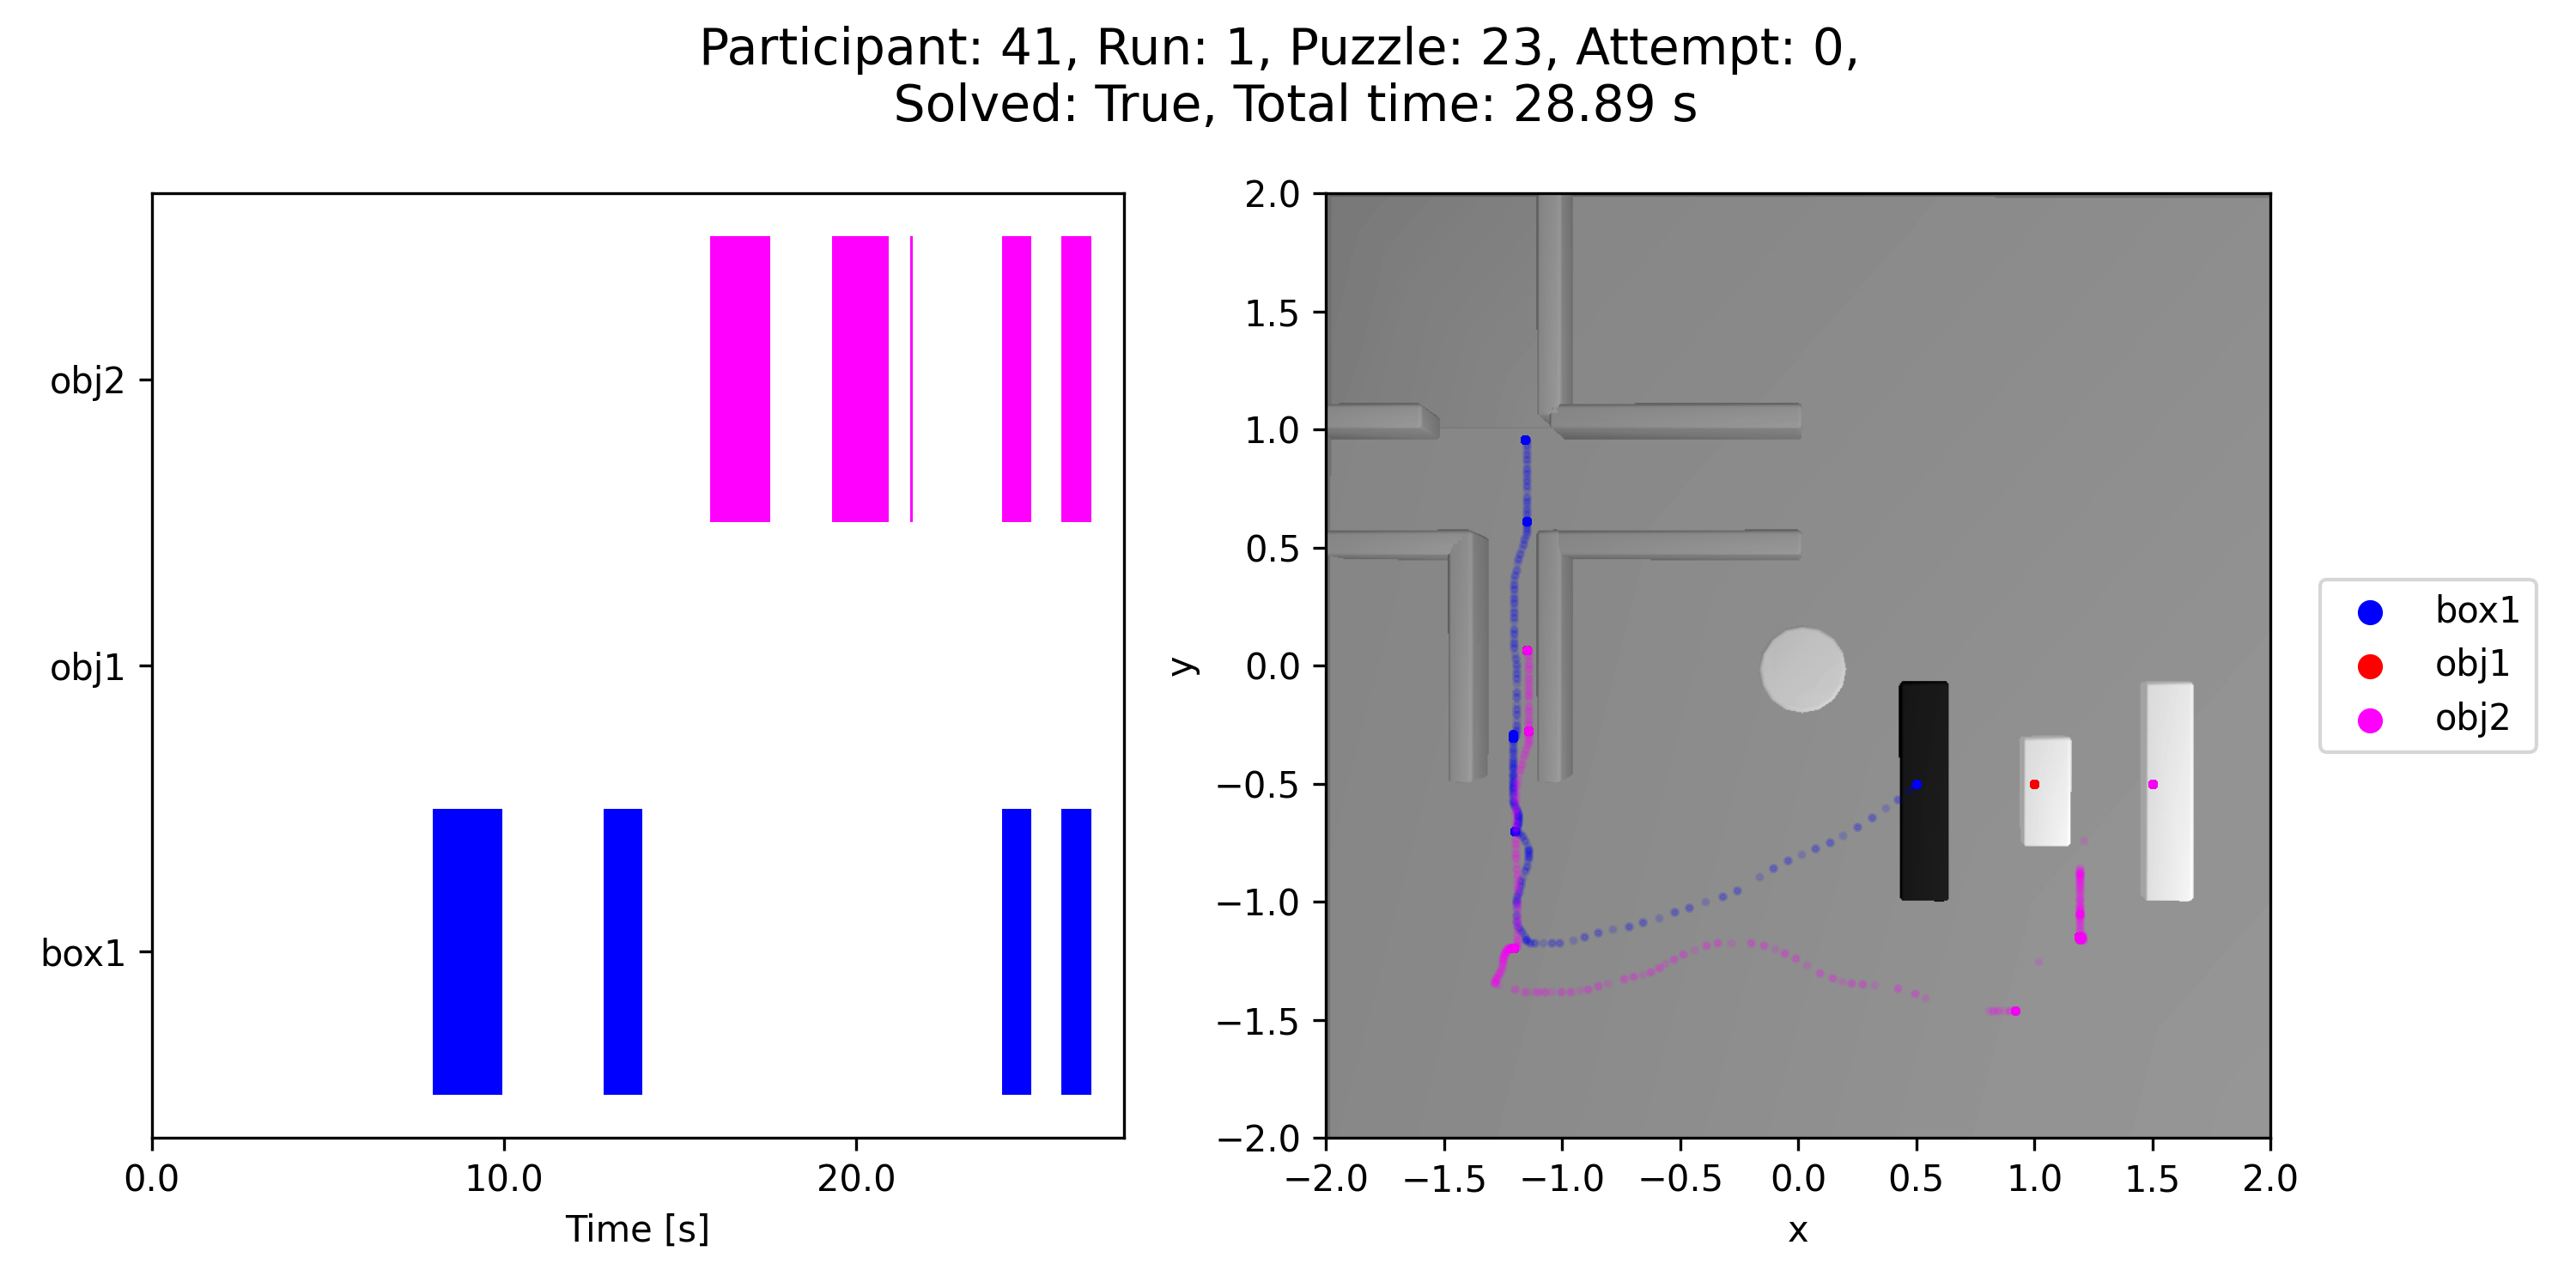 Participant: 41, Run: 1, Puzzle: 23, Attempt: 0,
Solved: True, Total time: 28.89 s
obj2
obj1
box1
0.0 10.0 20.0
Time [s]
2.0
1.5
1.0
0.5
0.0
−0.5
−1.0
−1.5
−2.0
y
−2.0 −1.5 −1.0 −0.5 0.0 0.5 1.0 1.5 2.0
x
box1
obj1
obj2